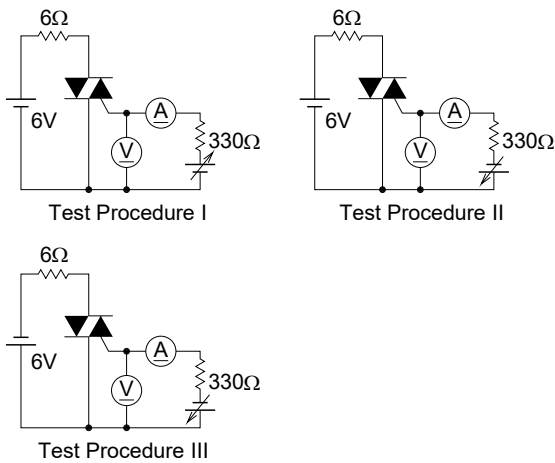 6Ω
6V
A
V
330Ω
Test Procedure I
6Ω
6V
A
V
330Ω
Test Procedure II
6Ω
6V
A
V
330Ω
Test Procedure III